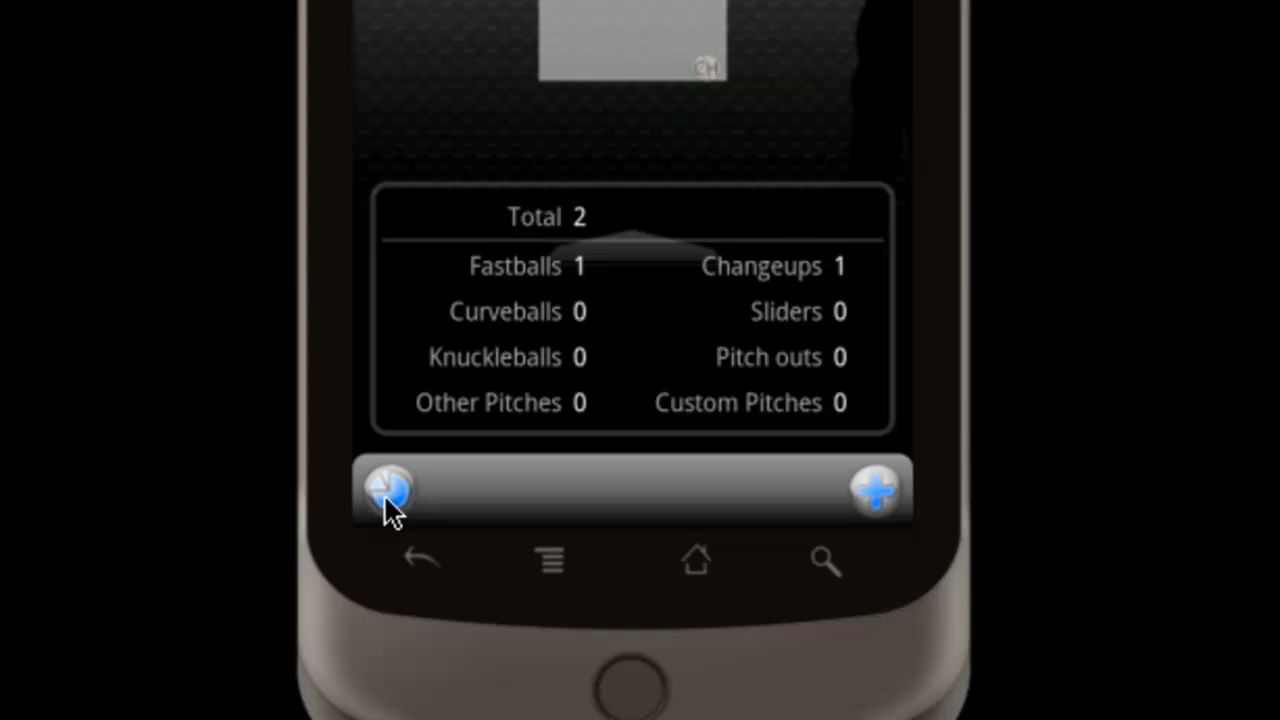 CH
Total 2
Fastballs 1 Changeups 1
Curveballs 0 Sliders 0
Knuckleballs 0 Pitch outs 0
Other Pitches 0 Custom Pitches 0